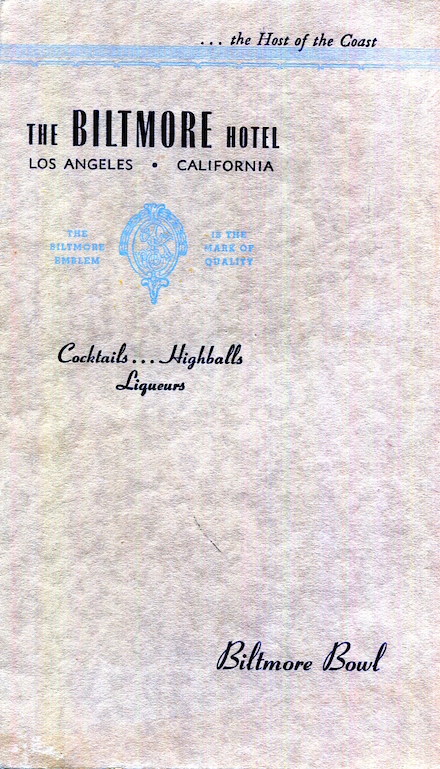 ... the Host of the Coast
THE BILTMORE HOTEL
LOS ANGELES • CALIFORNIA
THE
BILTMORE
EMBLEM
IS THE
MARK OF
QUALITY
Cocktails...Highballs
Liqueurs
Biltmore Bowl